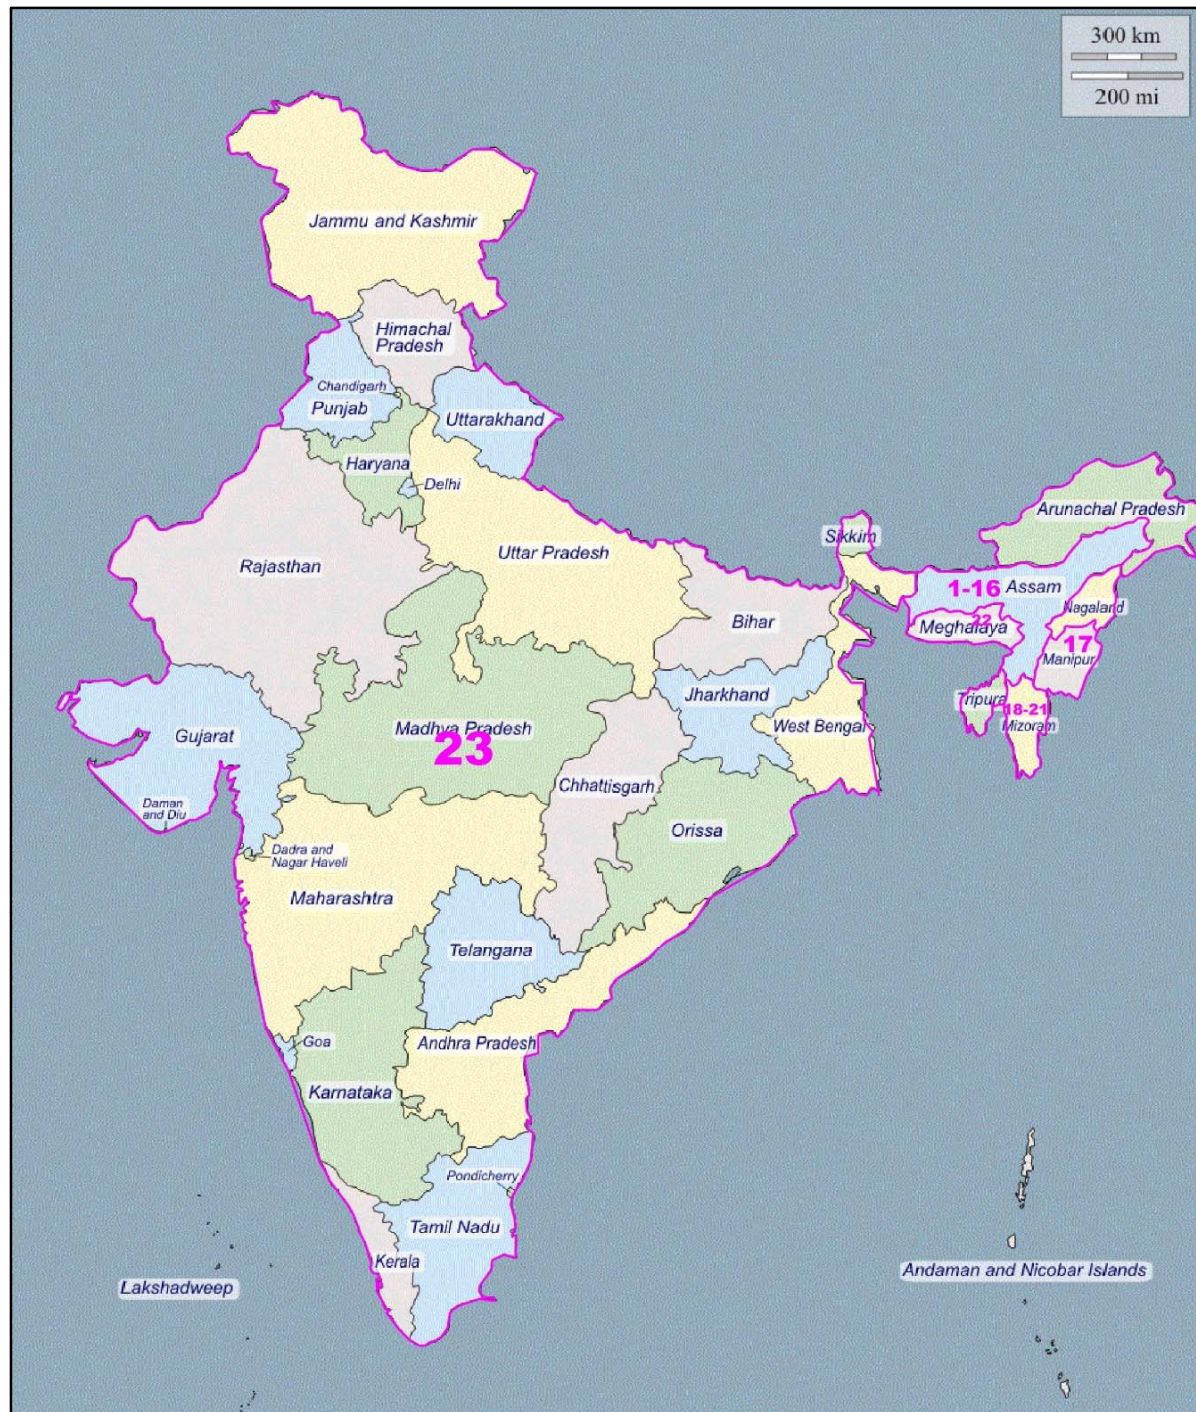 300 km
200 mi
Jammu and Kashmir
Himachal
Pradesh
Chandigarh
Punjab
Uttarakhand
Haryana
Delhi
Arunachal Pradesh
Sikkim
Rajasthan
Uttar Pradesh
1-16
Assam
Nagaland
22
Meghalaya
Bihar
17
Manipur
Jharkhand
Tripura
18-21
Mizoram
Gujarat
Madhya Pradesh
23
West Bengal
Chhattisgarh
Daman
and Diu
Orissa
Dadra and
Nagar Haveli
Maharashtra
Telangana
Goa
Andhra Pradesh
Karnataka
Pondicherry
Tamil Nadu
Kerala
Andaman and Nicobar Islands
Lakshadweep